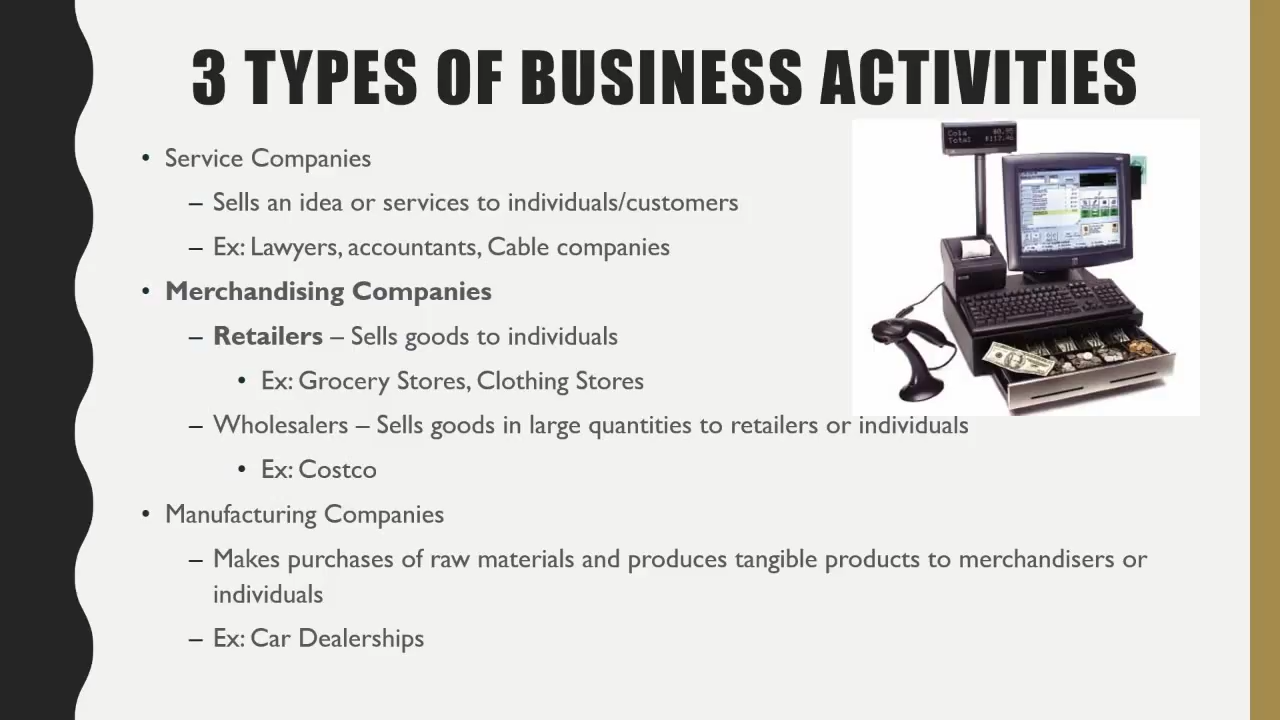 3 TYPES OF BUSINESS ACTIVITIES
• Service Companies
– Sells an idea or services to individuals/customers
– Ex: Lawyers, accountants, Cable companies
• Merchandising Companies
– Retailers – Sells goods to individuals
• Ex: Grocery Stores, Clothing Stores
– Wholesalers – Sells goods in large quantities to retailers or individuals
• Ex: Costco
• Manufacturing Companies
– Makes purchases of raw materials and produces tangible products to merchandisers or
individuals
– Ex: Car Dealerships
Cola
Total